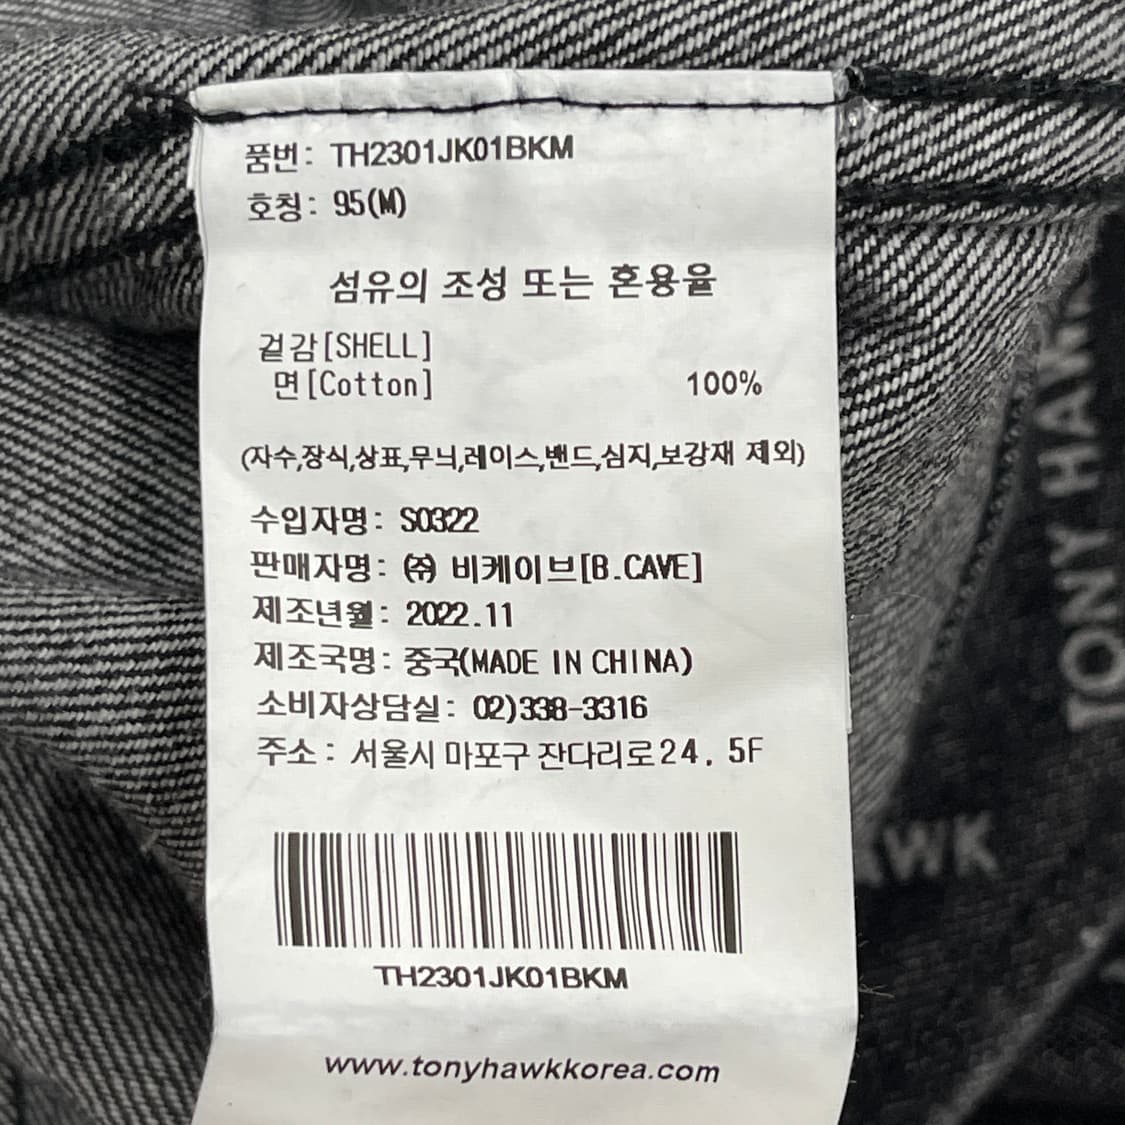 품번: TH2301JK01BKM
호칭: 95(M)
섬유의 조성 또는 혼용율
겉감[SHELL]
면[Cotton] 100%
(자수,장식,상표,무늬,레이스,밴드,심지,보강재 제외)
수입자명: S0322
판매자명: ㈜ 비케이브[B.CAVE]
제조년월: 2022.11
제조국명: 중국(MADE IN CHINA)
소비자상담실: 02)338-3316
주소: 서울시 마포구 잔다리로24, 5F
TH2301JK01BKM
www.tonyhawkkorea.com
TONY HAWK
AWK